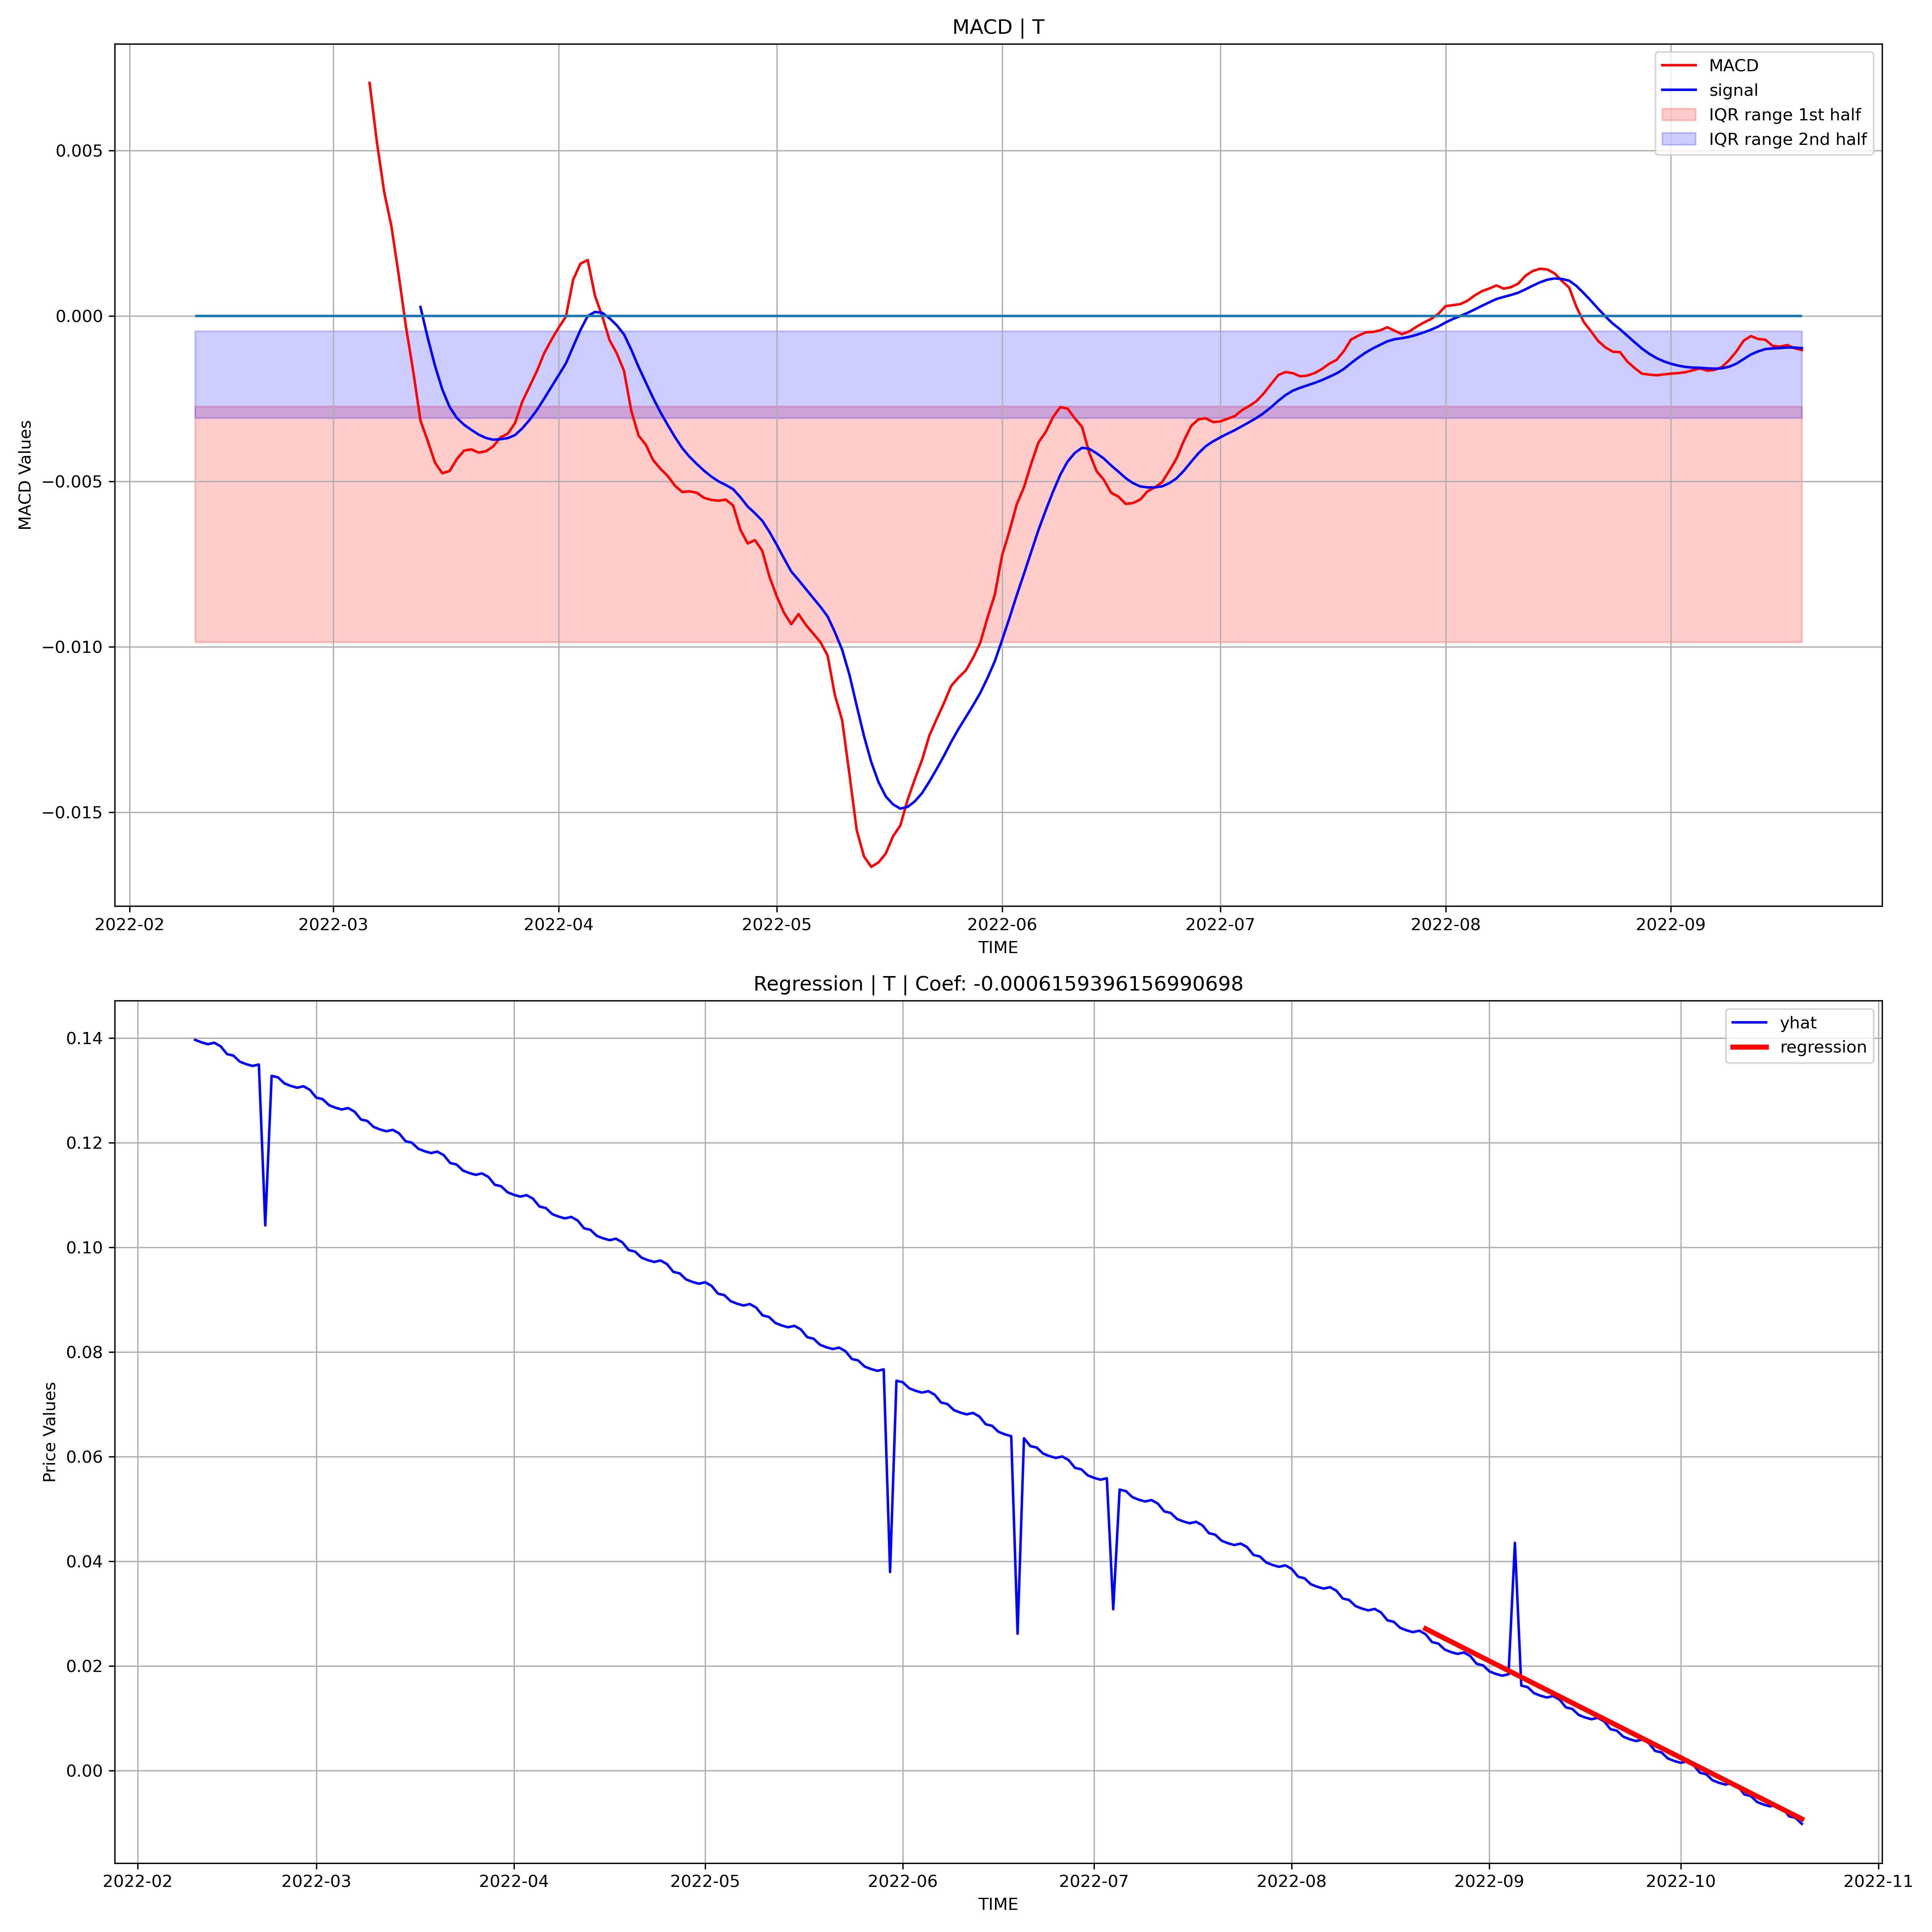 MACD | T
MACD
signal
IQR range 1st half
IQR range 2nd half
0.005
0.000
−0.005
−0.010
−0.015
MACD Values
2022-02 2022-03 2022-04 2022-05 2022-06 2022-07 2022-08 2022-09
TIME
Regression | T | Coef: -0.0006159396156990698
yhat
regression
0.14
0.12
0.10
0.08
0.06
0.04
0.02
0.00
Price Values
2022-02 2022-03 2022-04 2022-05 2022-06 2022-07 2022-08 2022-09 2022-10 2022-11
TIME